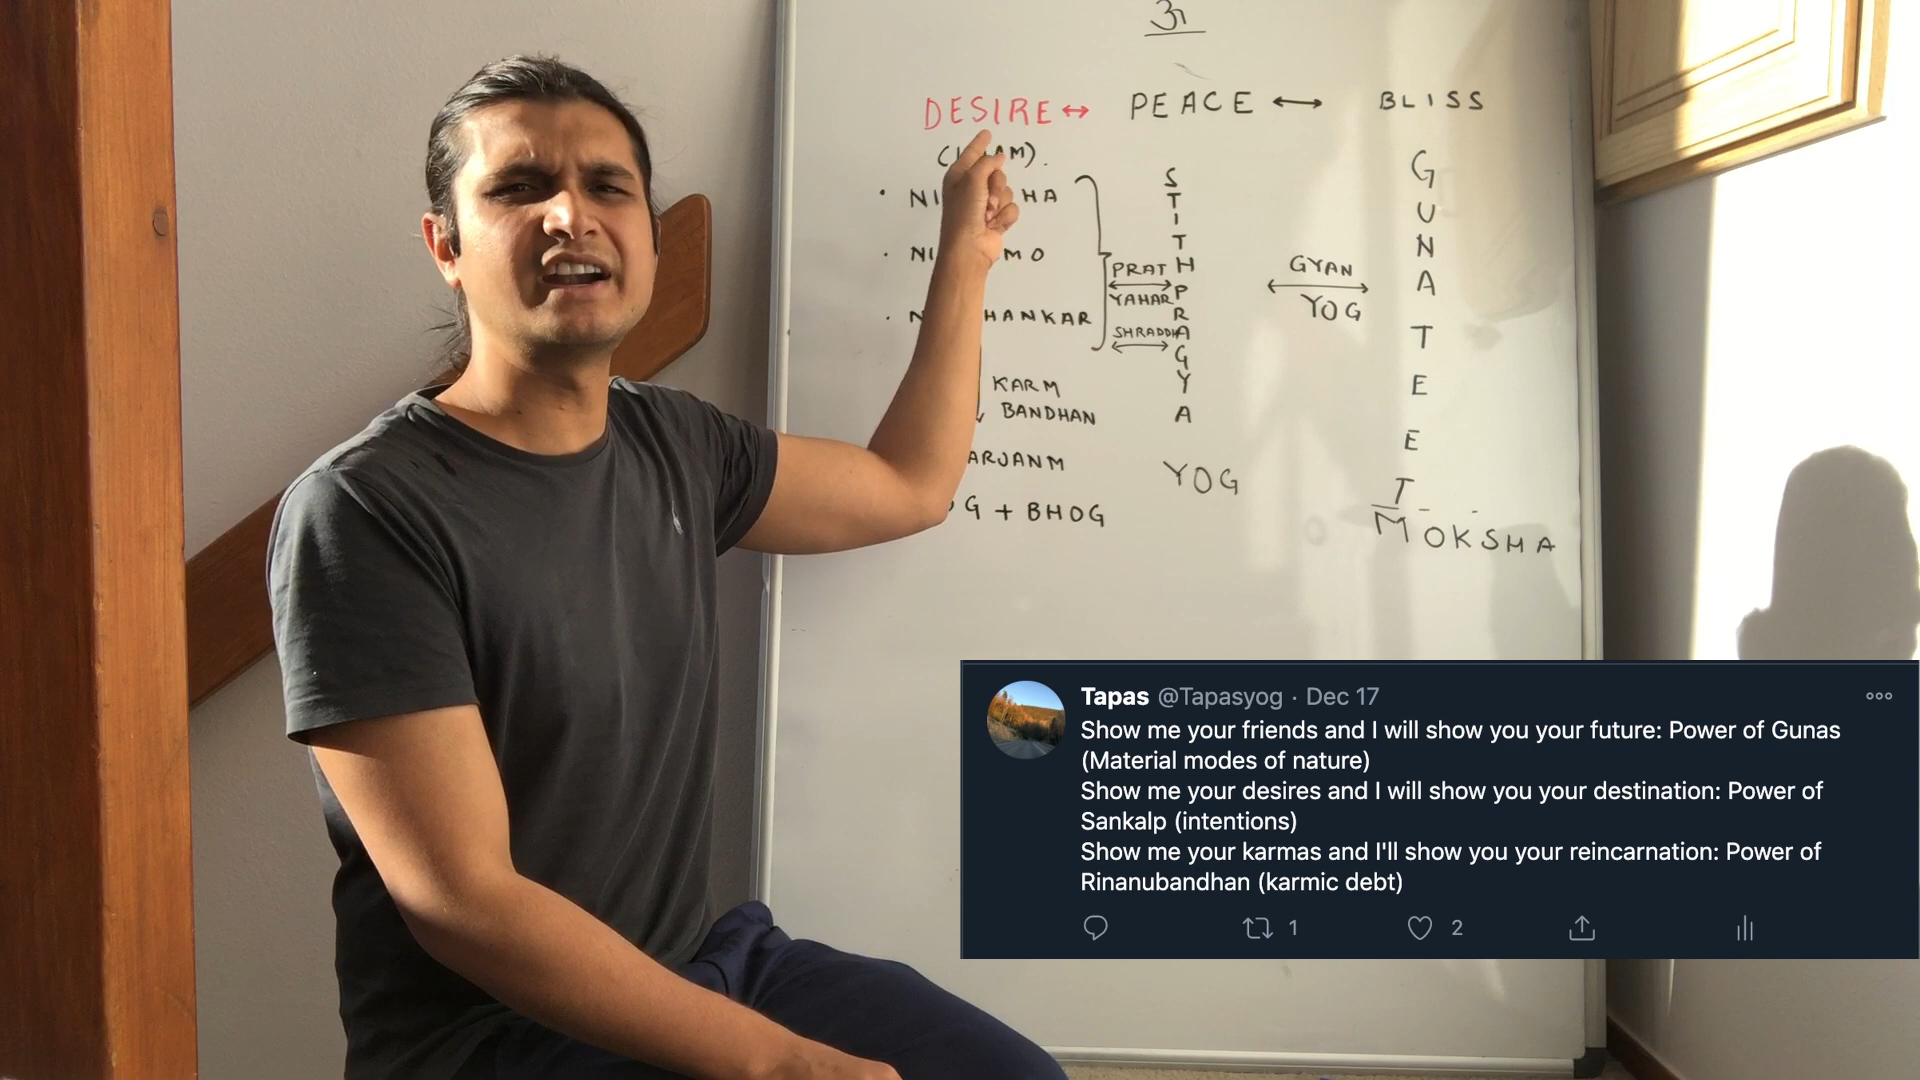 DESIRE ↔ PEACE ↔ BLISS
HA
MO
HANKAR
KARM
BANDHAN
ARJANM
G + BHOG
PRAT
YAHAR
SHRADDHA
STITHPRAGYA
YOG
GYAN
YOG
GUNATEET
MOKSHA
Tapas @Tapasyog · Dec 17
Show me your friends and I will show you your future: Power of Gunas
(Material modes of nature)
Show me your desires and I will show you your destination: Power of
Sankalp (intentions)
Show me your karmas and I'll show you your reincarnation: Power of
Rinanubandhan (karmic debt)
1
2